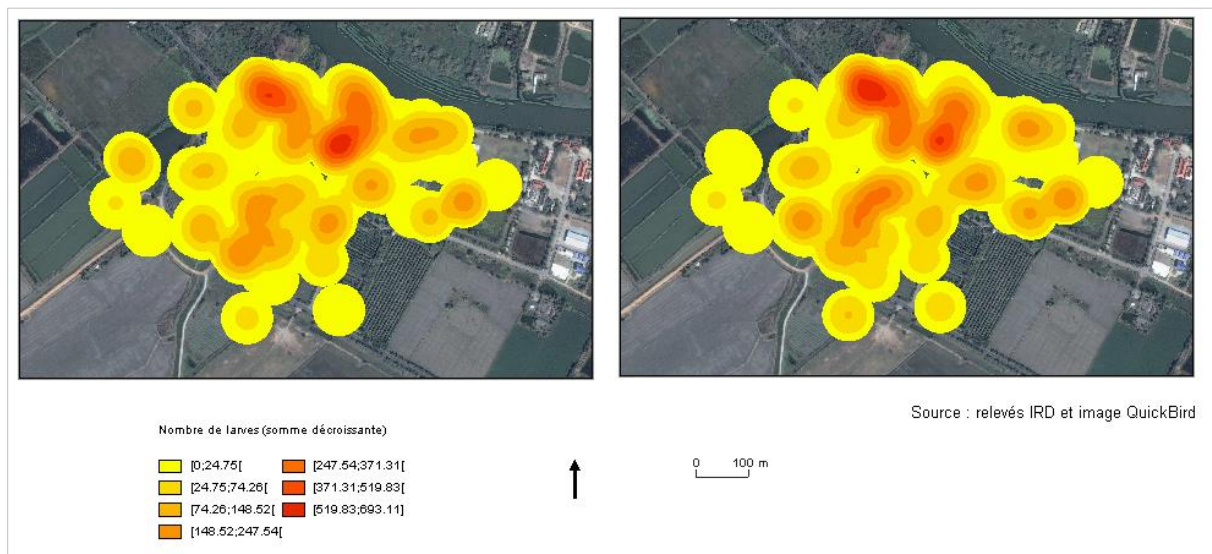 Source : relevés IRD et image QuickBird
Nombre de larves (somme décroissante)
[0;24.75[
[24.75;74.26[
[74.26;148.52[
[148.52;247.54[
[247.54;371.31[
[371.31;519.83[
[519.83;693.11]
0 100 m